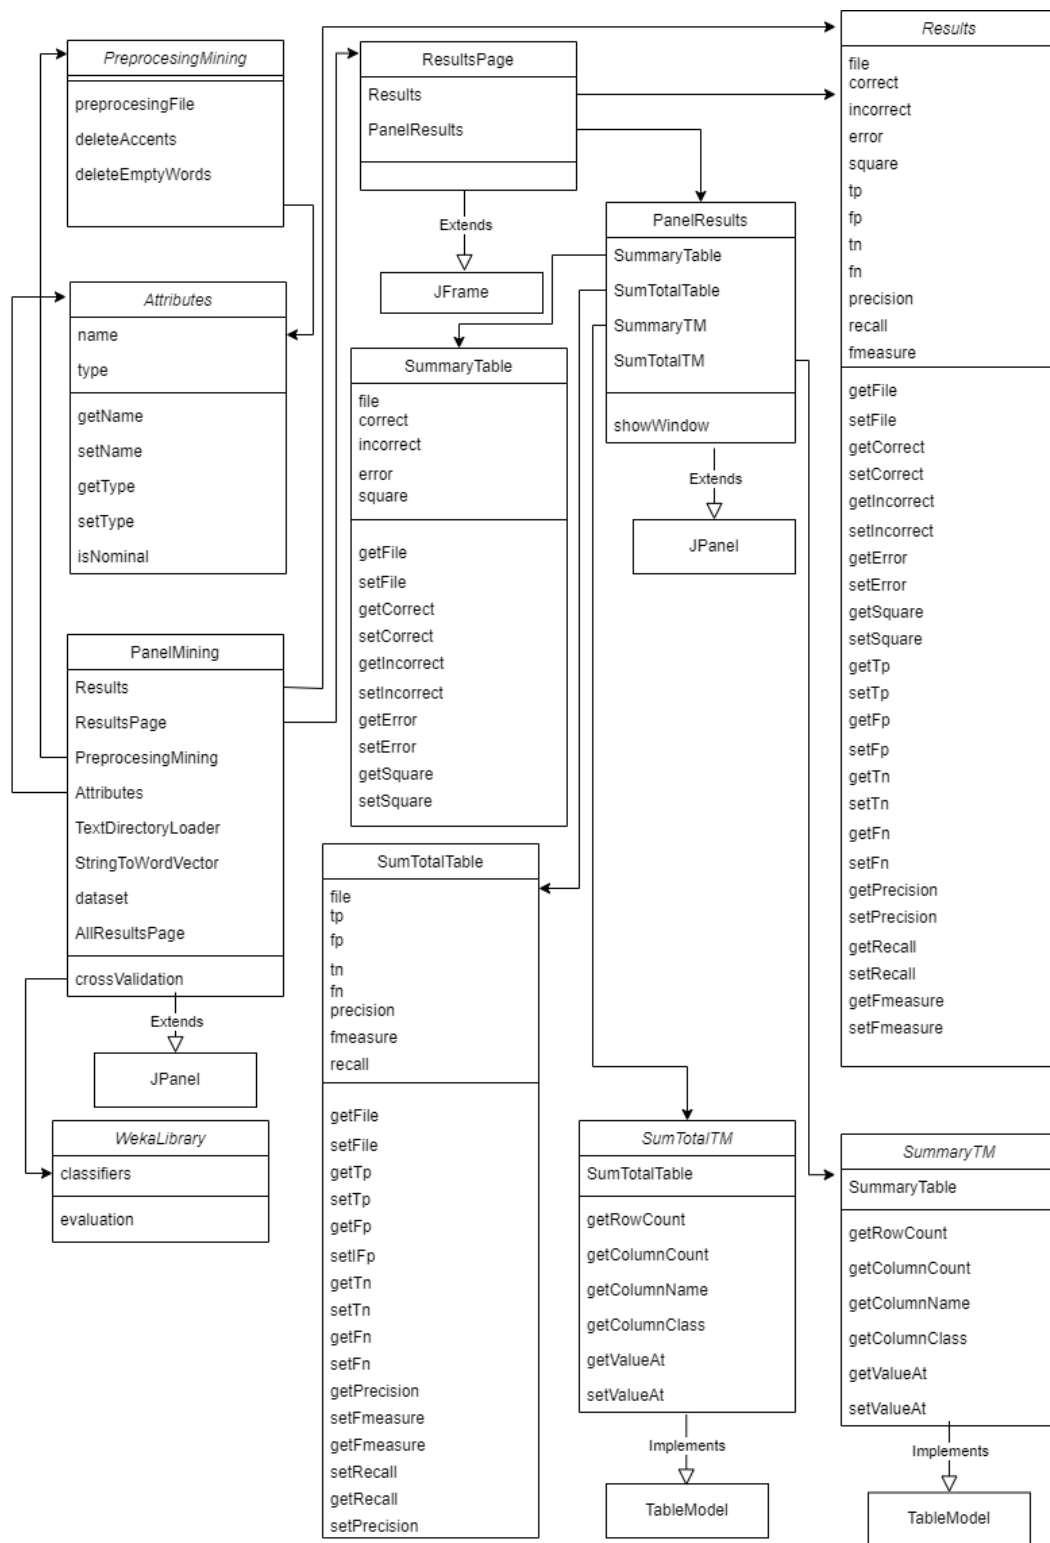 PreprocesingMining
preprocesingFile
deleteAccents
deleteEmptyWords
ResultsPage
Results
PanelResults
Extends
JFrame
Results
file
correct
incorrect
error
square
tp
fp
tn
fn
precision
recall
fmeasure
getFile
setFile
getCorrect
setCorrect
getIncorrect
setIncorrect
getError
setError
getSquare
setSquare
getTp
setTp
getFp
setFp
getTn
setTn
getFn
setFn
getPrecision
setPrecision
getRecall
setRecall
getFmeasure
setFmeasure
PanelResults
SummaryTable
SumTotalTable
SummaryTM
SumTotalTM
showWindow
Extends
JPanel
Attributes
name
type
getName
setName
getType
setType
isNominal
SummaryTable
file
correct
incorrect
error
square
getFile
setFile
getCorrect
setCorrect
getIncorrect
setIncorrect
getError
setError
getSquare
setSquare
PanelMining
Results
ResultsPage
PreprocesingMining
Attributes
TextDirectoryLoader
StringToWordVector
dataset
AllResultsPage
crossValidation
Extends
JPanel
WekaLibrary
classifiers
evaluation
SumTotalTable
file
tp
fp
tn
fn
precision
fmeasure
recall
getFile
setFile
getTp
setTp
getFp
setIFp
getTn
setTn
getFn
setFn
getPrecision
setFmeasure
getFmeasure
setRecall
getRecall
setPrecision
SumTotalTM
SumTotalTable
getRowCount
getColumnCount
getColumnName
getColumnClass
getValueAt
setValueAt
Implements
TableModel
SummaryTM
SummaryTable
getRowCount
getColumnCount
getColumnName
getColumnClass
getValueAt
setValueAt
Implements
TableModel